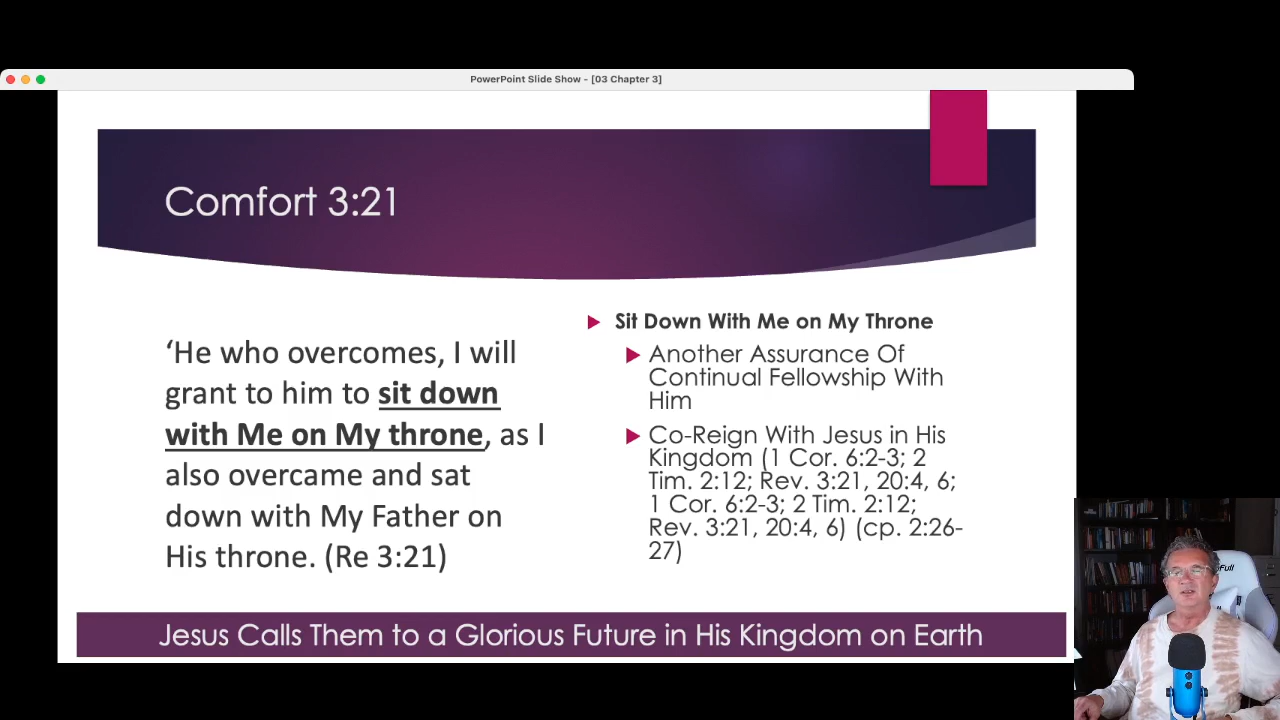 PowerPoint Slide Show - [03 Chapter 3]
Comfort 3:21
‘He who overcomes, I will
grant to him to sit down
with Me on My throne, as I
also overcame and sat
down with My Father on
His throne. (Re 3:21)
Sit Down With Me on My Throne
Another Assurance Of
Continual Fellowship With
Him
Co-Reign With Jesus in His
Kingdom (1 Cor. 6:2-3; 2
Tim. 2:12; Rev. 3:21, 20:4, 6;
1 Cor. 6:2-3; 2 Tim. 2:12;
Rev. 3:21, 20:4, 6) (cp. 2:26-
27)
Jesus Calls Them to a Glorious Future in His Kingdom on Earth